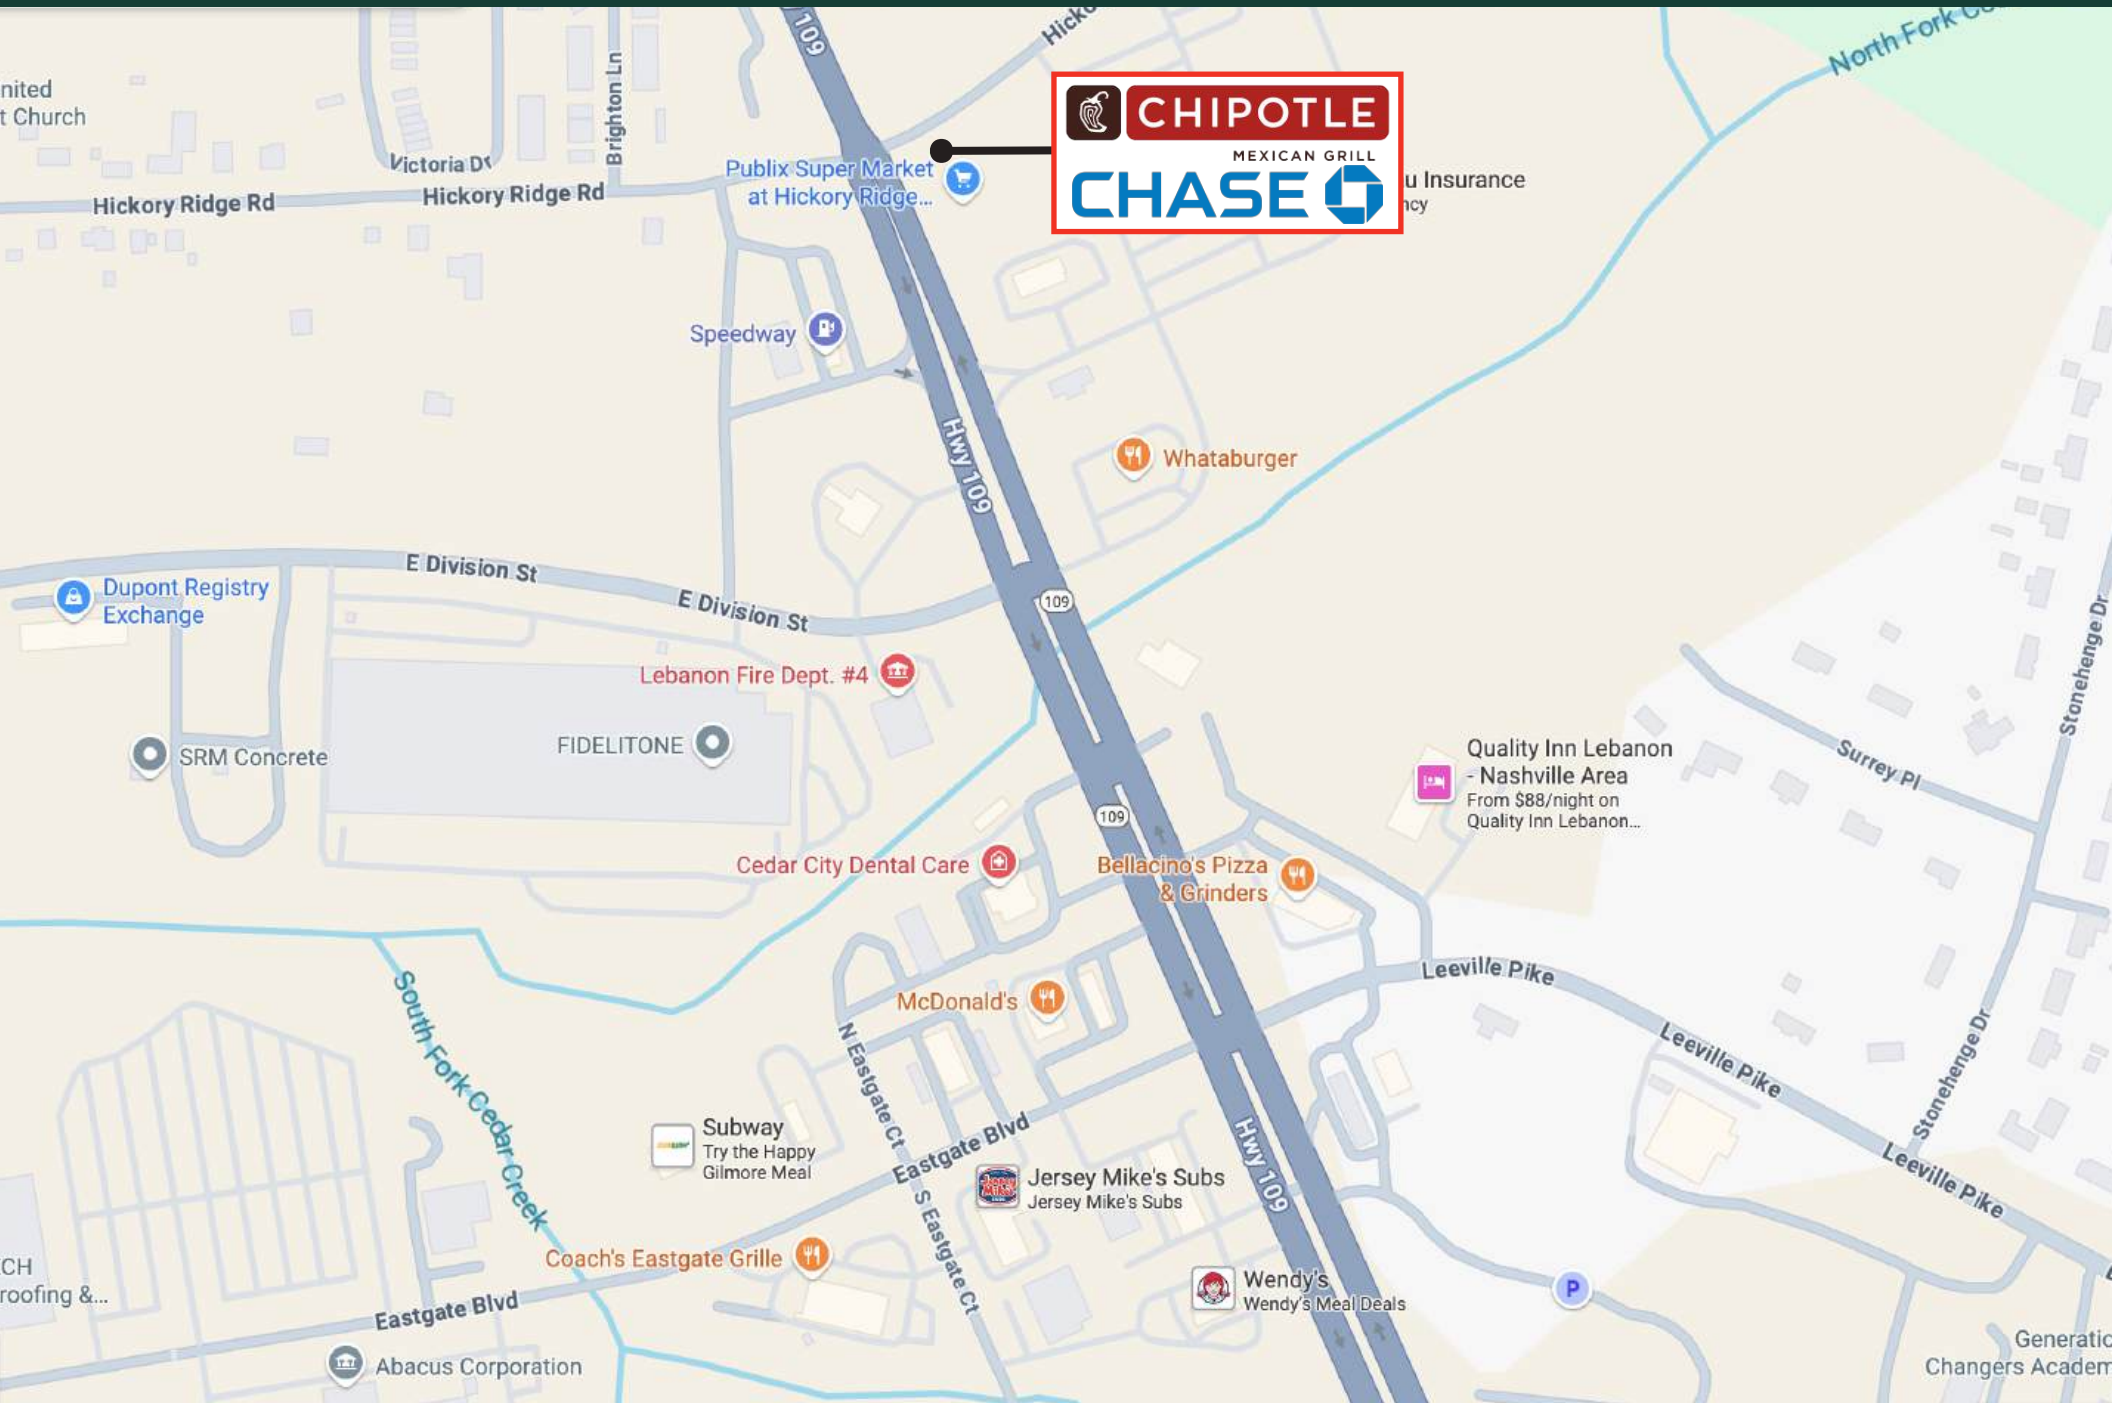 109
Hicko
North Fork Co
nited
t Church
Brighton Ln
CHIPOTLE
MEXICAN GRILL
CHASE
Victoria Dr
Publix Super Market
at Hickory Ridge...
u Insurance
ncy
Hickory Ridge Rd
Hickory Ridge Rd
Speedway
Hwy 109
Whataburger
E Division St
Dupont Registry
Exchange
E Division St
109
Stonehenge Dr
Lebanon Fire Dept. #4
FIDELITONE
SRM Concrete
Quality Inn Lebanon
- Nashville Area
From $88/night on
Quality Inn Lebanon...
Surrey Pl
109
Cedar City Dental Care
Bellacino's Pizza
& Grinders
Leeville Pike
South Fork Cedar Creek
McDonald's
N Eastgate Ct
Leeville Pike
Stonehenge Dr
Subway
Try the Happy
Gilmore Meal
Eastgate Blvd
Hwy 109
Jersey Mike's Subs
Jersey Mike's Subs
Leeville Pike
S Eastgate Ct
CH
roofing &...
Coach's Eastgate Grille
Wendy's
Wendy's Meal Deals
P
Eastgate Blvd
Abacus Corporation
Generatio
Changers Academ